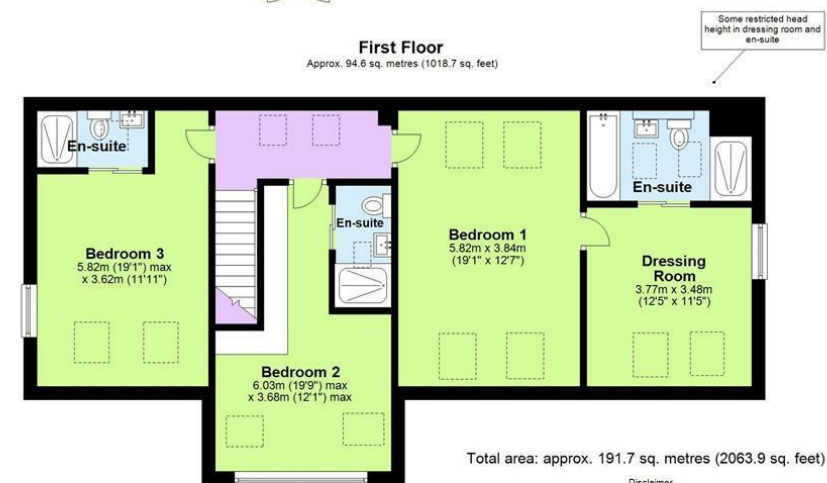 First Floor
Approx. 94.6 sq. metres (1018.7 sq. feet)
Some restricted head
height in dressing room and
en-suite
En-suite
En-suite
En-suite
Bedroom 3
5.82m (19'1") max
x 3.62m (11'11")
Bedroom 1
5.82m x 3.84m
(19'1" x 12'7")
Dressing
Room
3.77m x 3.48m
(12'5" x 11'5")
Bedroom 2
6.03m (19'9") max
x 3.68m (12'1") max
Total area: approx. 191.7 sq. metres (2063.9 sq. feet)
Disclaimer